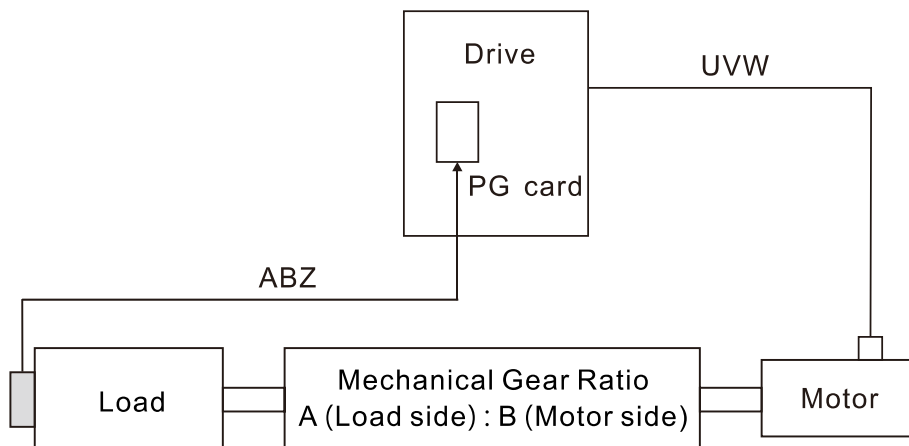 Drive
UVW
PG card
ABZ
Mechanical Gear Ratio
A (Load side) : B (Motor side)
Load
Motor